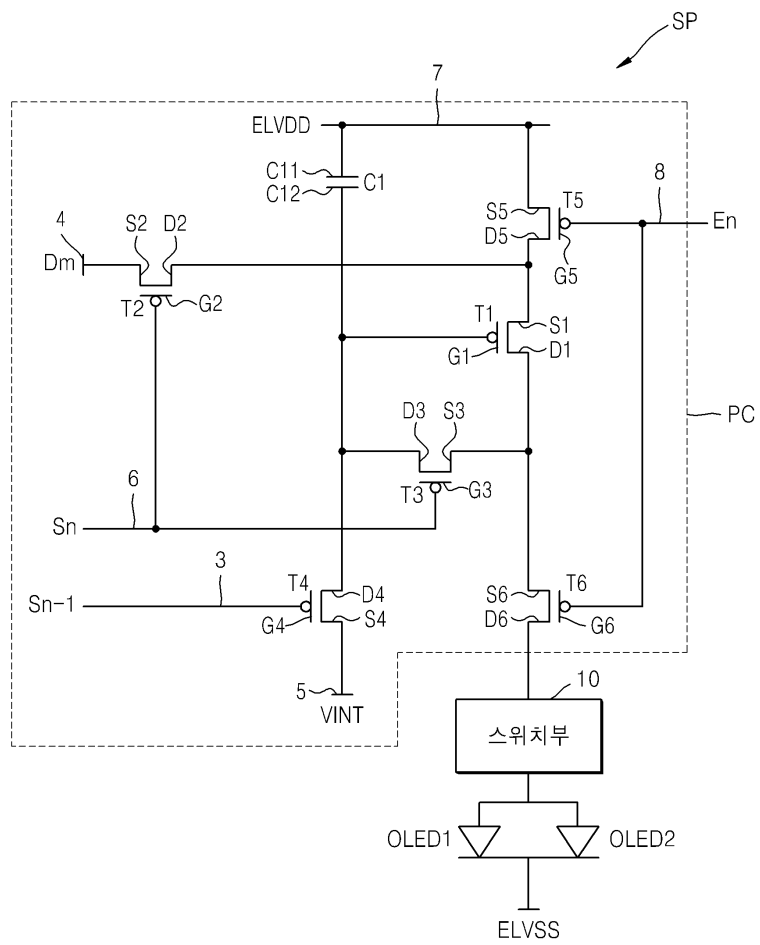 SP
7
ELVDD
C11
C12 C1
8
4
S2 D2
S5 T5
En
Dm
D5
G5
T2 G2
T1 S1
G1 D1
D3 S3
PC
6
T3 G3
Sn
3
T4
D4
S6 T6
Sn-1
G4 S4
D6 G6
5
VINT
10
스위치부
OLED1 OLED2
ELVSS